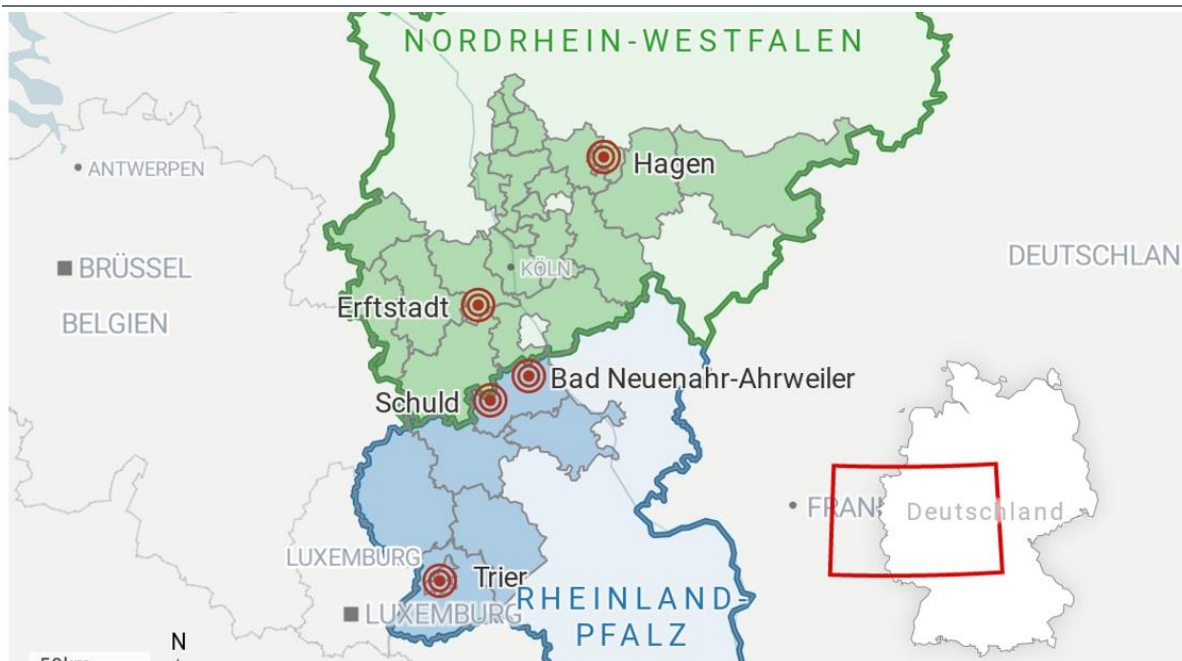 NORDRHEIN-WESTFALEN
ANTWERPEN
Hagen
BRÜSSEL
KÖLN
DEUTSCHLAN
Erftstadt
BELGIEN
Bad Neuenahr-Ahrweiler
Schuld
FRAN
Deutschland
LUXEMBURG
Trier
LUXEMBURG
RHEINLAND-
PFALZ
N